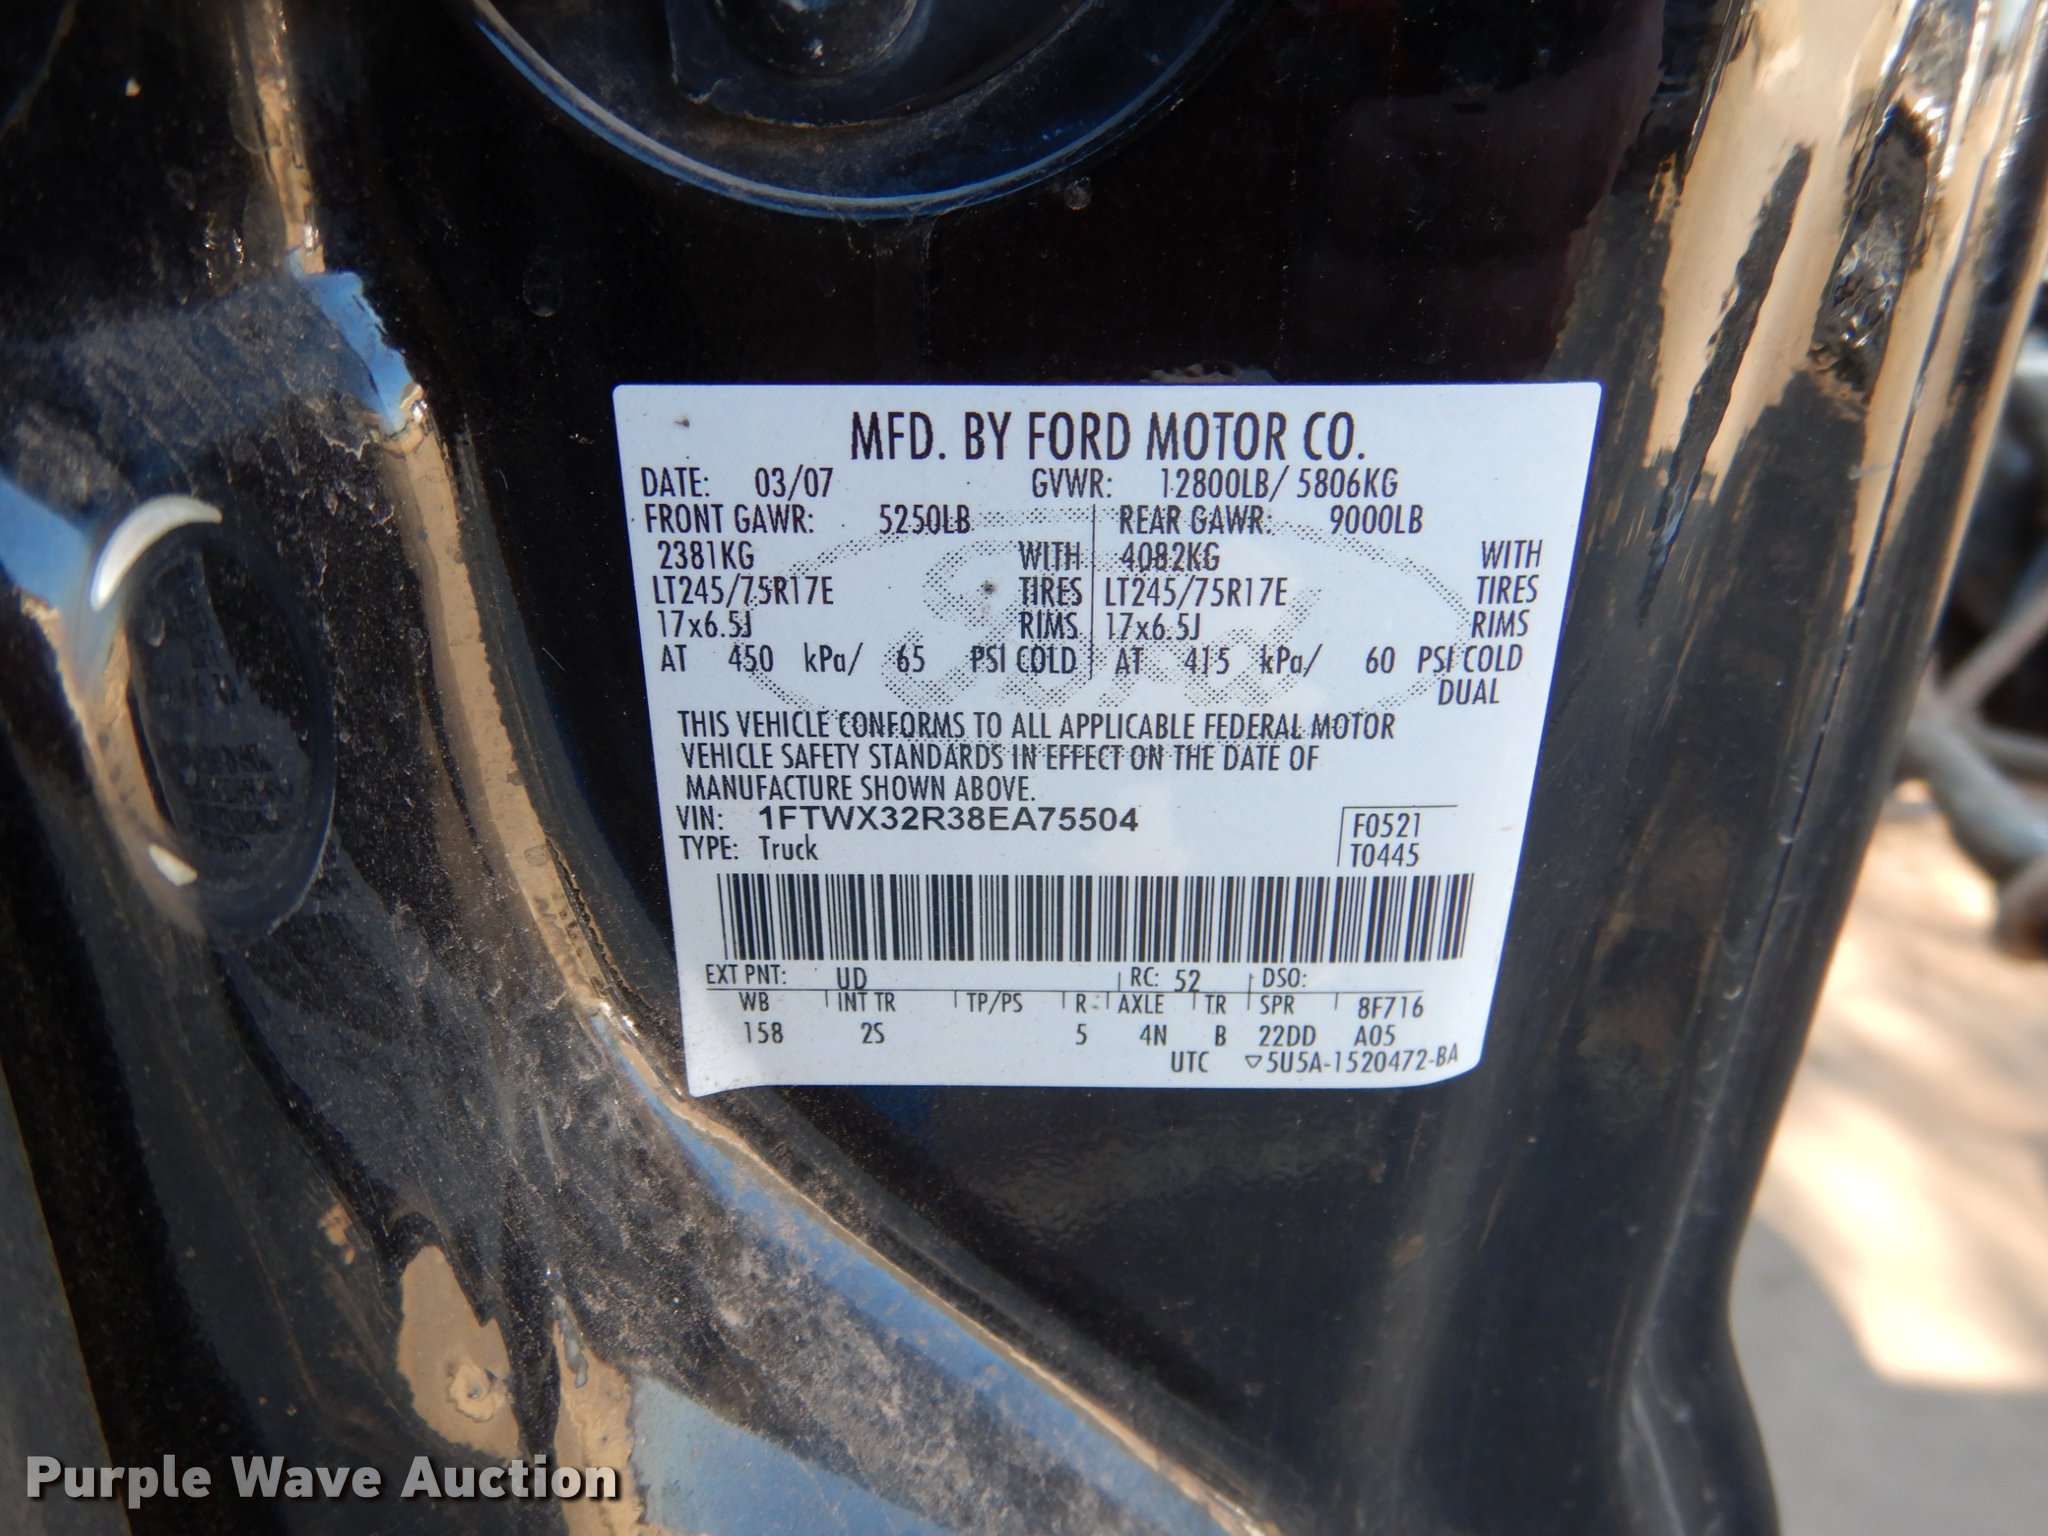 MFD. BY FORD MOTOR CO.
DATE: 03/07 GVWR: 12800LB/ 5806KG
FRONT GAWR: 5250LB REAR GAWR: 9000LB
2381KG WITH 4082KG WITH
LT245/75R17E TIRES LT245/75R17E TIRES
17x6.5J RIMS 17x6.5J RIMS
AT 450 kPa/ 65 PSI COLD AT 415 kPa/ 60 PSI COLD
DUAL
THIS VEHICLE CONFORMS TO ALL APPLICABLE FEDERAL MOTOR
VEHICLE SAFETY STANDARDS IN EFFECT ON THE DATE OF
MANUFACTURE SHOWN ABOVE.
VIN: 1FTWX32R38EA75504 F0521
TYPE: Truck T0445
EXT PNT: UD RC: 52 DSO:
WB INT TR TP/PS R AXLE TR SPR 8F716
158 2S 5 4N B 22DD A05
UTC ▽5U5A-1520472-BA
Ford
Purple Wave Auction